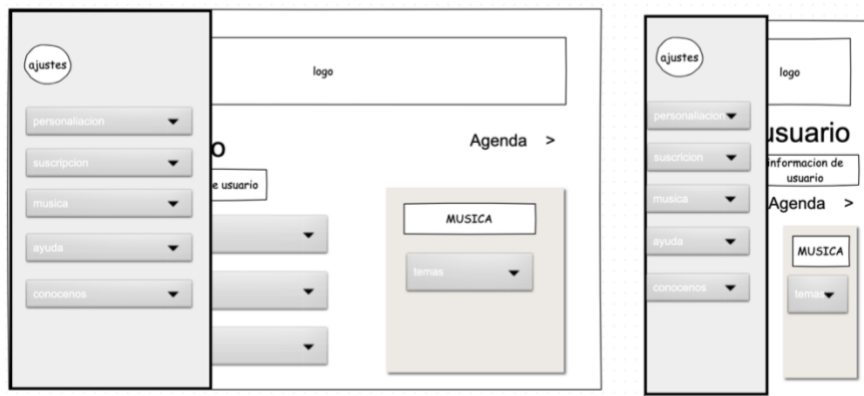 ajustes
logo
personaliacion
o
Agenda >
suscripcion
e usuario
musica
MUSICA
ayuda
temas
conocenos
ajustes
logo
personaliacion
usuario
suscricion
informacion de
usuario
musica
Agenda >
ayuda
MUSICA
conocenos
temas